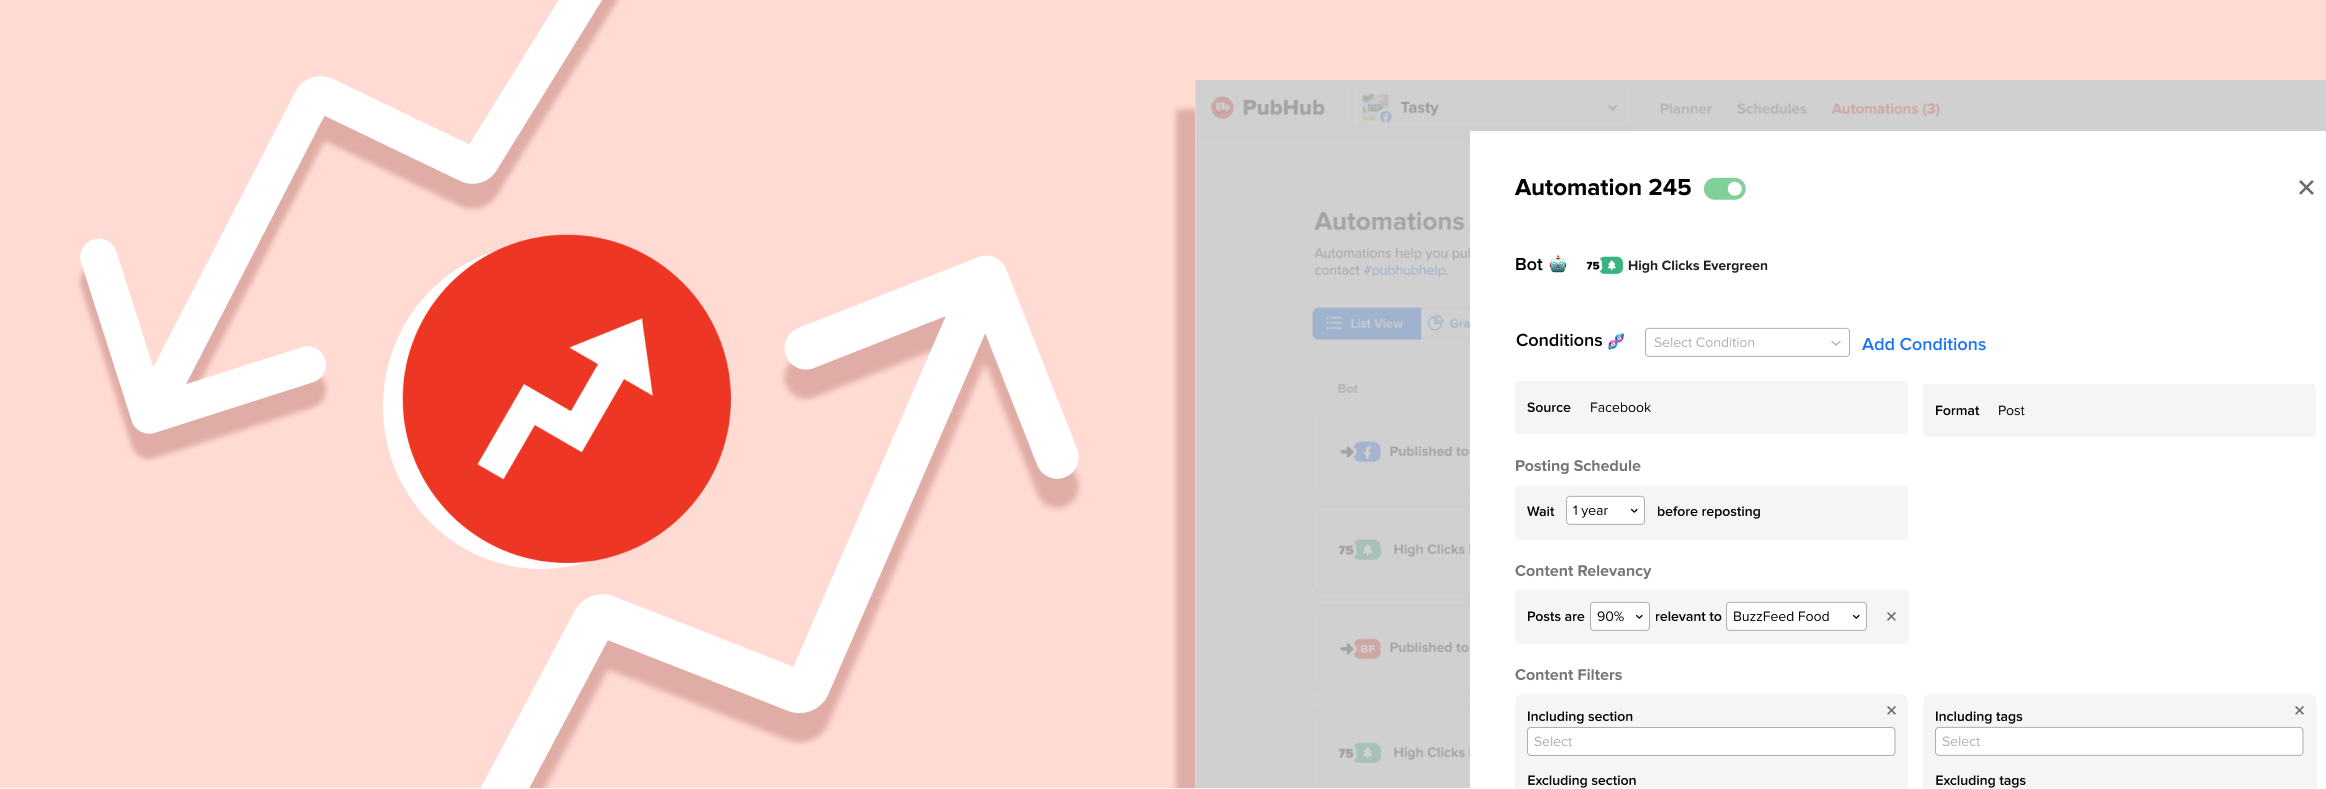 PubHub
Tasty
Planner
Schedules
Automations (3)
Automation 245
Automations
Automations help you pu
contact #pubhubhelp.
Bot
75 High Clicks Evergreen
List View
Gra
Conditions
Select Condition
Add Conditions
Bot
Source Facebook
Format Post
Published to
Posting Schedule
Wait 1 year before reposting
75 High Clicks
Content Relevancy
Posts are 90% relevant to BuzzFeed Food
BF Published to
Content Filters
Including section
Select
Including tags
Select
75 High Clicks
Excluding section
Excluding tags